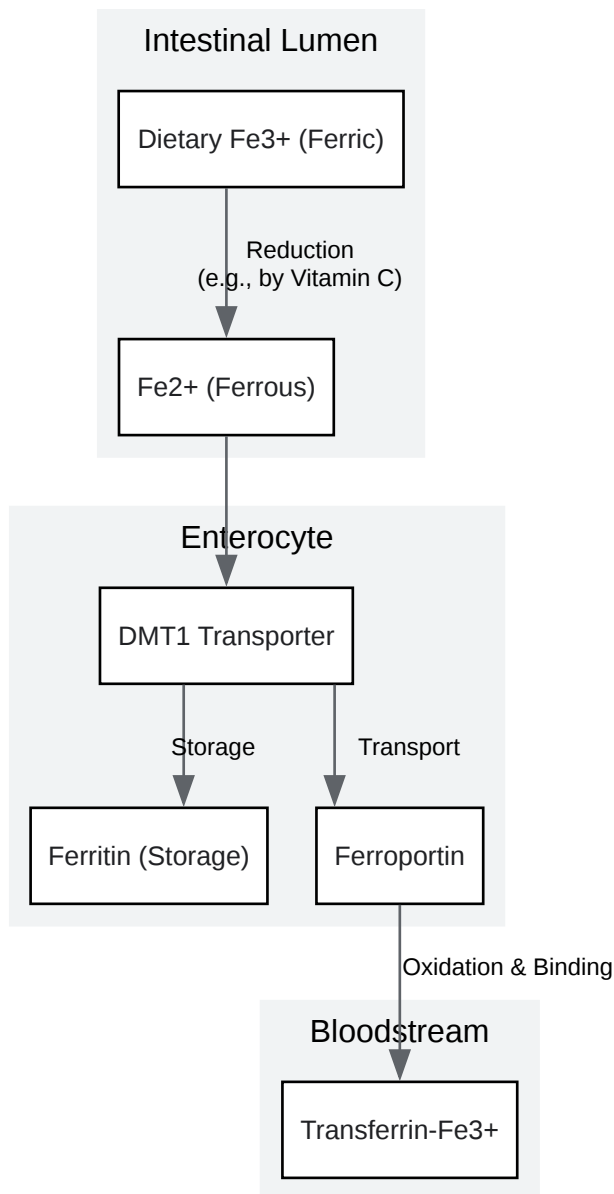 Intestinal Lumen
Dietary Fe3+ (Ferric)
Reduction
(e.g., by Vitamin C)
Fe2+ (Ferrous)
Enterocyte
DMT1 Transporter
Storage
Transport
Ferritin (Storage)
Ferroportin
Oxidation & Binding
Bloodstream
Transferrin-Fe3+